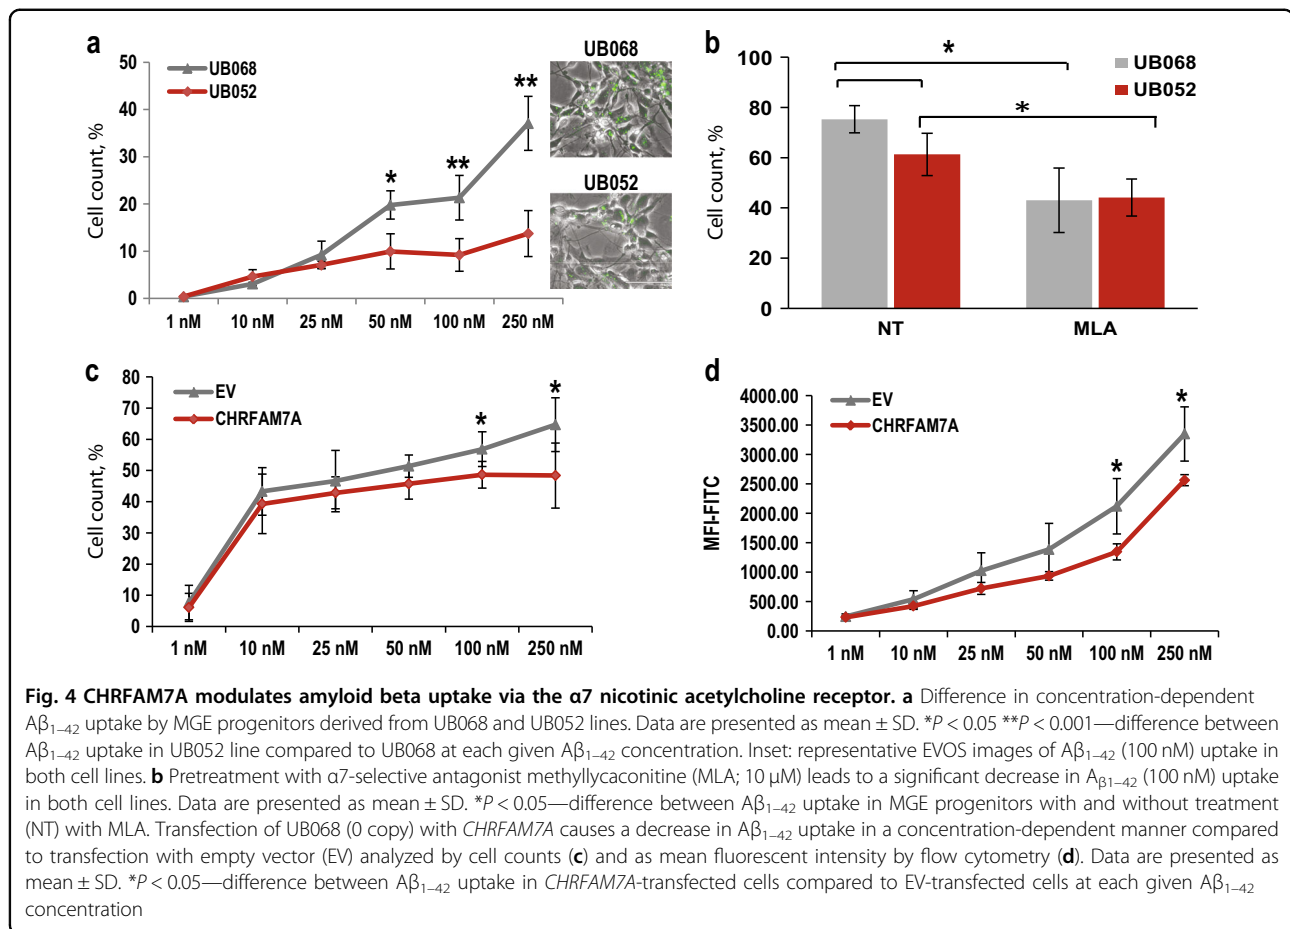 a
UB068
UB052
50
40
30
20
10
0
Cell count, %
*
**
**
1 nM 10 nM 25 nM 50 nM 100 nM 250 nM
UB068
UB052
b
*
UB068
UB052
*
100
80
60
40
20
0
Cell count, %
NT MLA
c
EV
CHRFAM7A
80
70
60
50
40
30
20
10
0
Cell count, %
*
*
1 nM 10 nM 25 nM 50 nM 100 nM 250 nM
d
EV
CHRFAM7A
4000.00
3500.00
3000.00
2500.00
2000.00
1500.00
1000.00
500.00
0.00
MFI-FITC
*
*
1 nM 10 nM 25 nM 50 nM 100 nM 250 nM
Fig. 4 CHRFAM7A modulates amyloid beta uptake via the α7 nicotinic acetylcholine receptor. a Difference in concentration-dependent
Aβ1–42 uptake by MGE progenitors derived from UB068 and UB052 lines. Data are presented as mean ± SD. *P < 0.05 **P < 0.001—difference between
Aβ1–42 uptake in UB052 line compared to UB068 at each given Aβ1–42 concentration. Inset: representative EVOS images of Aβ1–42 (100 nM) uptake in
both cell lines. b Pretreatment with α7-selective antagonist methyllycaconitine (MLA; 10 μM) leads to a significant decrease in Aβ1–42 (100 nM) uptake
in both cell lines. Data are presented as mean ± SD. *P < 0.05—difference between Aβ1–42 uptake in MGE progenitors with and without treatment
(NT) with MLA. Transfection of UB068 (0 copy) with CHRFAM7A causes a decrease in Aβ1–42 uptake in a concentration-dependent manner compared
to transfection with empty vector (EV) analyzed by cell counts (c) and as mean fluorescent intensity by flow cytometry (d). Data are presented as
mean ± SD. *P < 0.05—difference between Aβ1–42 uptake in CHRFAM7A-transfected cells compared to EV-transfected cells at each given Aβ1–42
concentration